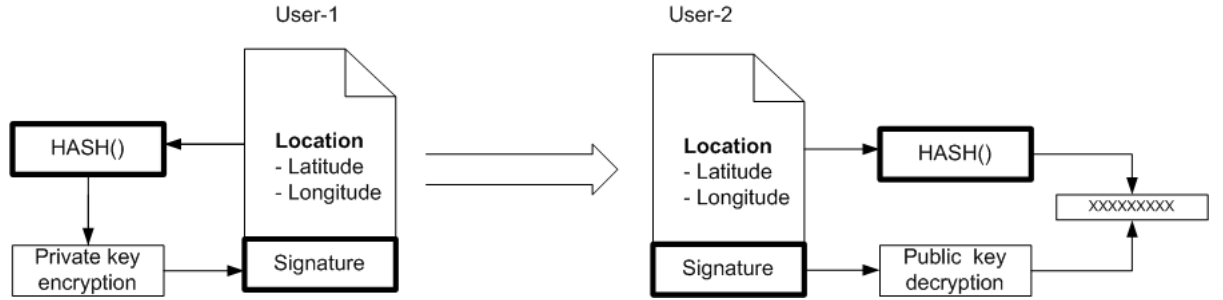 User-1
User-2
HASH()
Location
- Latitude
- Longitude
Private key
encryption
Signature
Location
- Latitude
- Longitude
HASH()
XXXXXXXXX
Signature
Public key
decryption